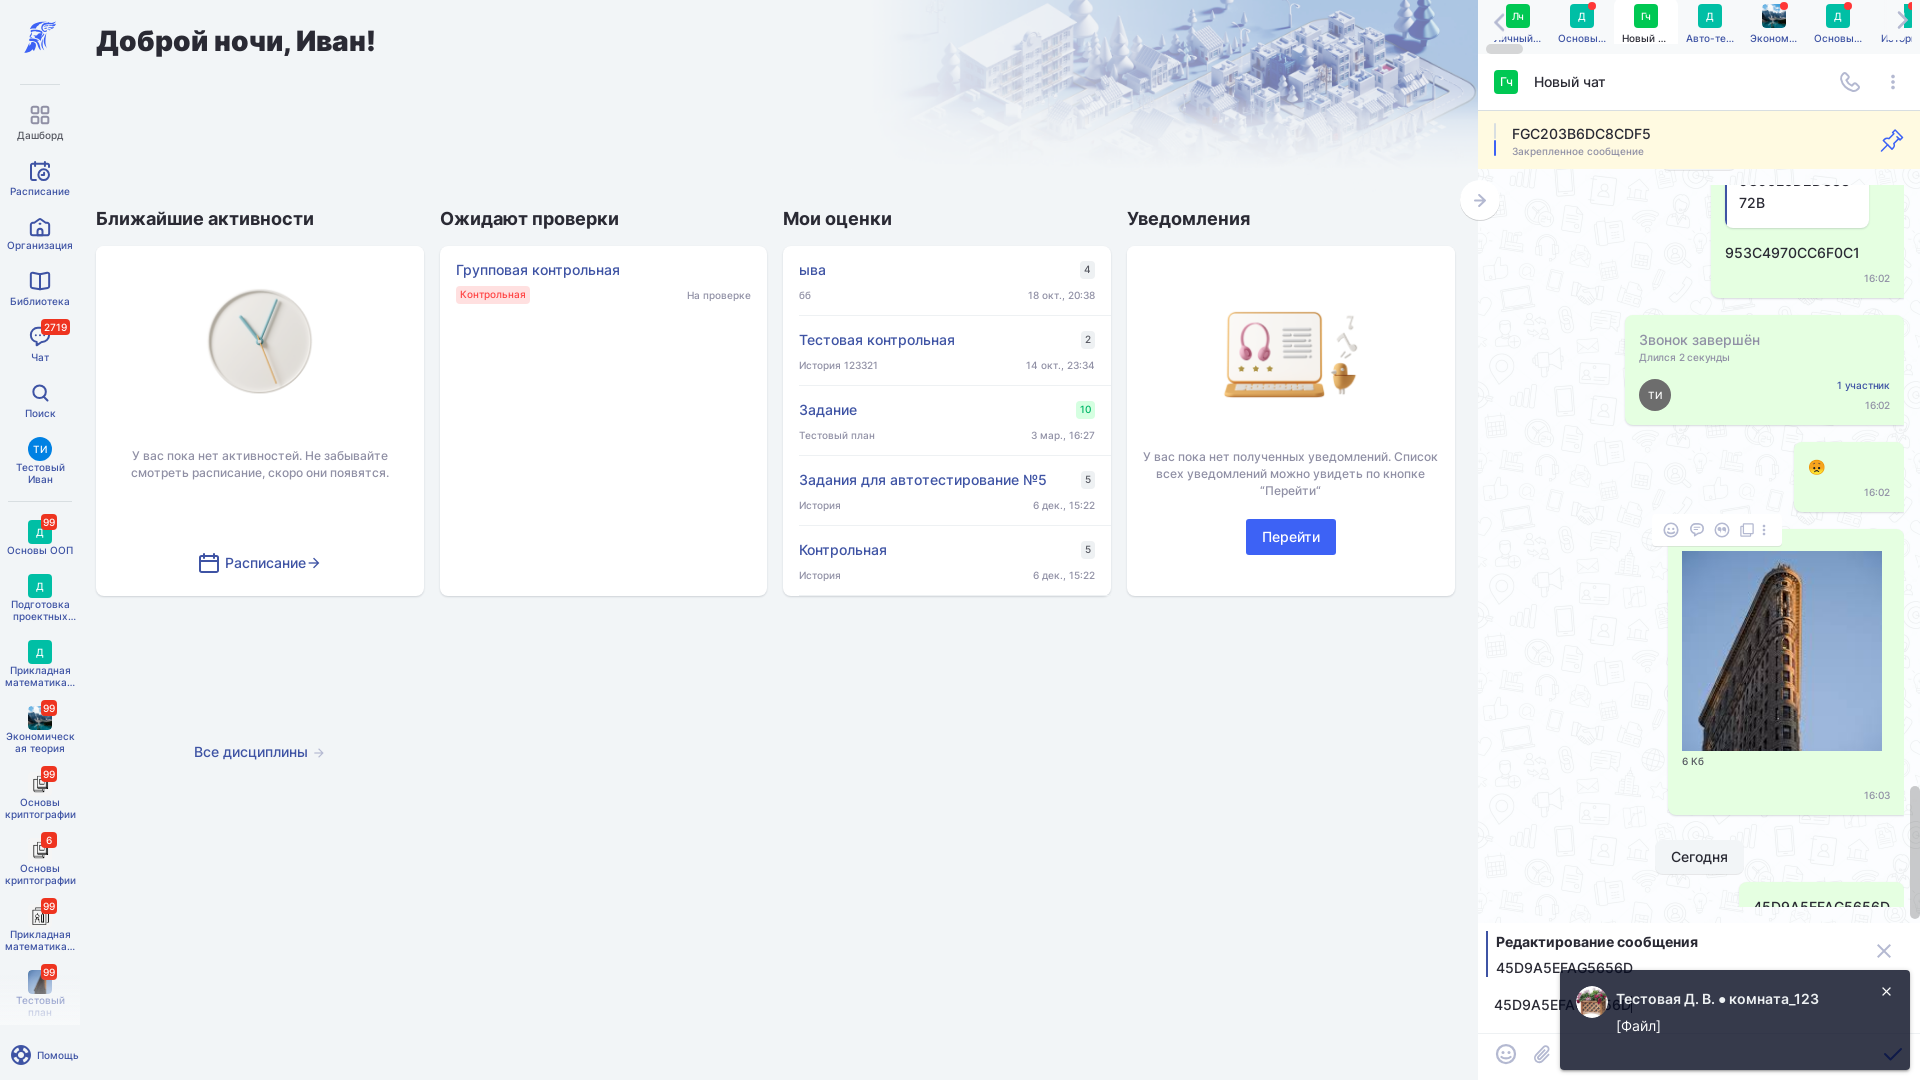 Доброй ночи, Иван!
Дашборд
Расписание
Организация
Библиотека
2719
Чат
Поиск
ТИ
Тестовый
Иван
99
Д
Основы ООП
Д
Подготовка
проектных...
Д
Прикладная
математика...
99
Экономическ
ая теория
99
Основы
криптографии
6
Основы
криптографии
99
Прикладная
математика...
99
Тестовый
план
Помощь
Ближайшие активности
У вас пока нет активностей. Не забывайте
смотреть расписание, скоро они появятся.
Расписание
Все дисциплины
Ожидают проверки
Групповая контрольная
Контрольная
На проверке
Мои оценки
ыва
4
бб
18 окт., 20:38
Тестовая контрольная
2
История 123321
14 окт., 23:34
Задание
10
Тестовый план
3 мар., 16:27
Задания для автотестирование №5
5
История
6 дек., 15:22
Контрольная
5
История
6 дек., 15:22
Уведомления
У вас пока нет полученных уведомлений. Список
всех уведомлений можно увидеть по кнопке
“Перейти”
Перейти
Лч
Д
Гч
Д
Д
Личный...
Основы...
Новый ...
Авто-те...
Эконом...
Основы...
Гч
Новый чат
FGC203B6DC8CDF5
Закрепленное сообщение
72B
953C4970CC6F0C1
16:02
Звонок завершён
Длился 2 секунды
ТИ
1 участник
16:02
16:02
6 Кб
16:03
Сегодня
45D9A5EFAG5656D
Редактирование сообщения
45D9A5EFAG5656D
Тестовая Д. В. ● комната_123
[Файл]